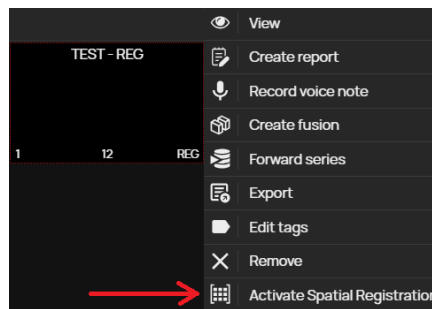 View
TEST - REG
Create report
Record voice note
Create fusion
1 12 REG
Forward series
Export
Edit tags
Remove
Activate Spatial Registration